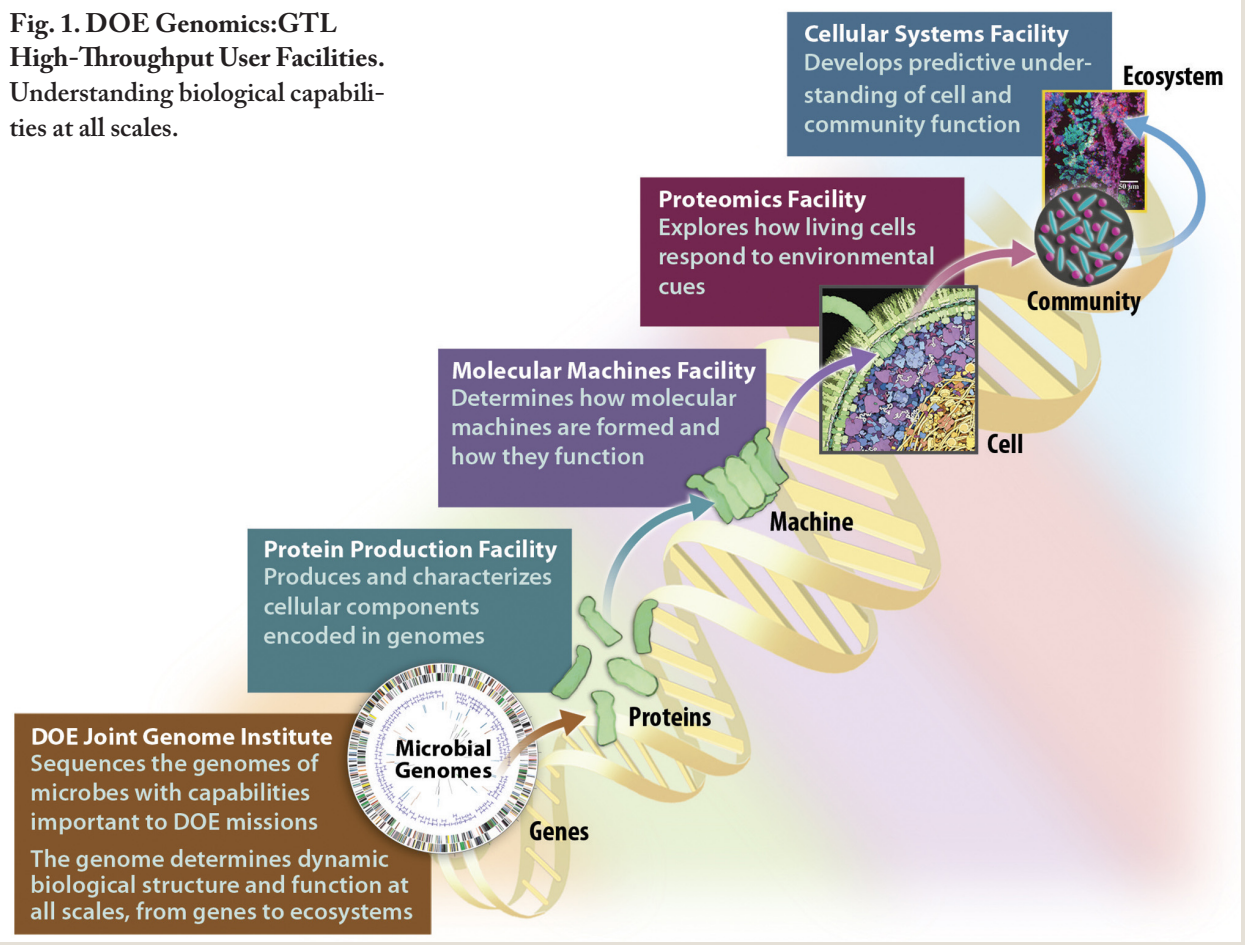 Fig. 1. DOE Genomics:GTL
High-Throughput User Facilities.
Understanding biological capabili-
ties at all scales.
Cellular Systems Facility
Develops predictive under-
standing of cell and
community function
Ecosystem
50 µm
Proteomics Facility
Explores how living cells
respond to environmental
cues
Community
Molecular Machines Facility
Determines how molecular
machines are formed and
how they function
Cell
Machine
Protein Production Facility
Produces and characterizes
cellular components
encoded in genomes
Proteins
DOE Joint Genome Institute
Sequences the genomes of
microbes with capabilities
important to DOE missions
The genome determines dynamic
biological structure and function at
all scales, from genes to ecosystems
Microbial
Genomes
Genes